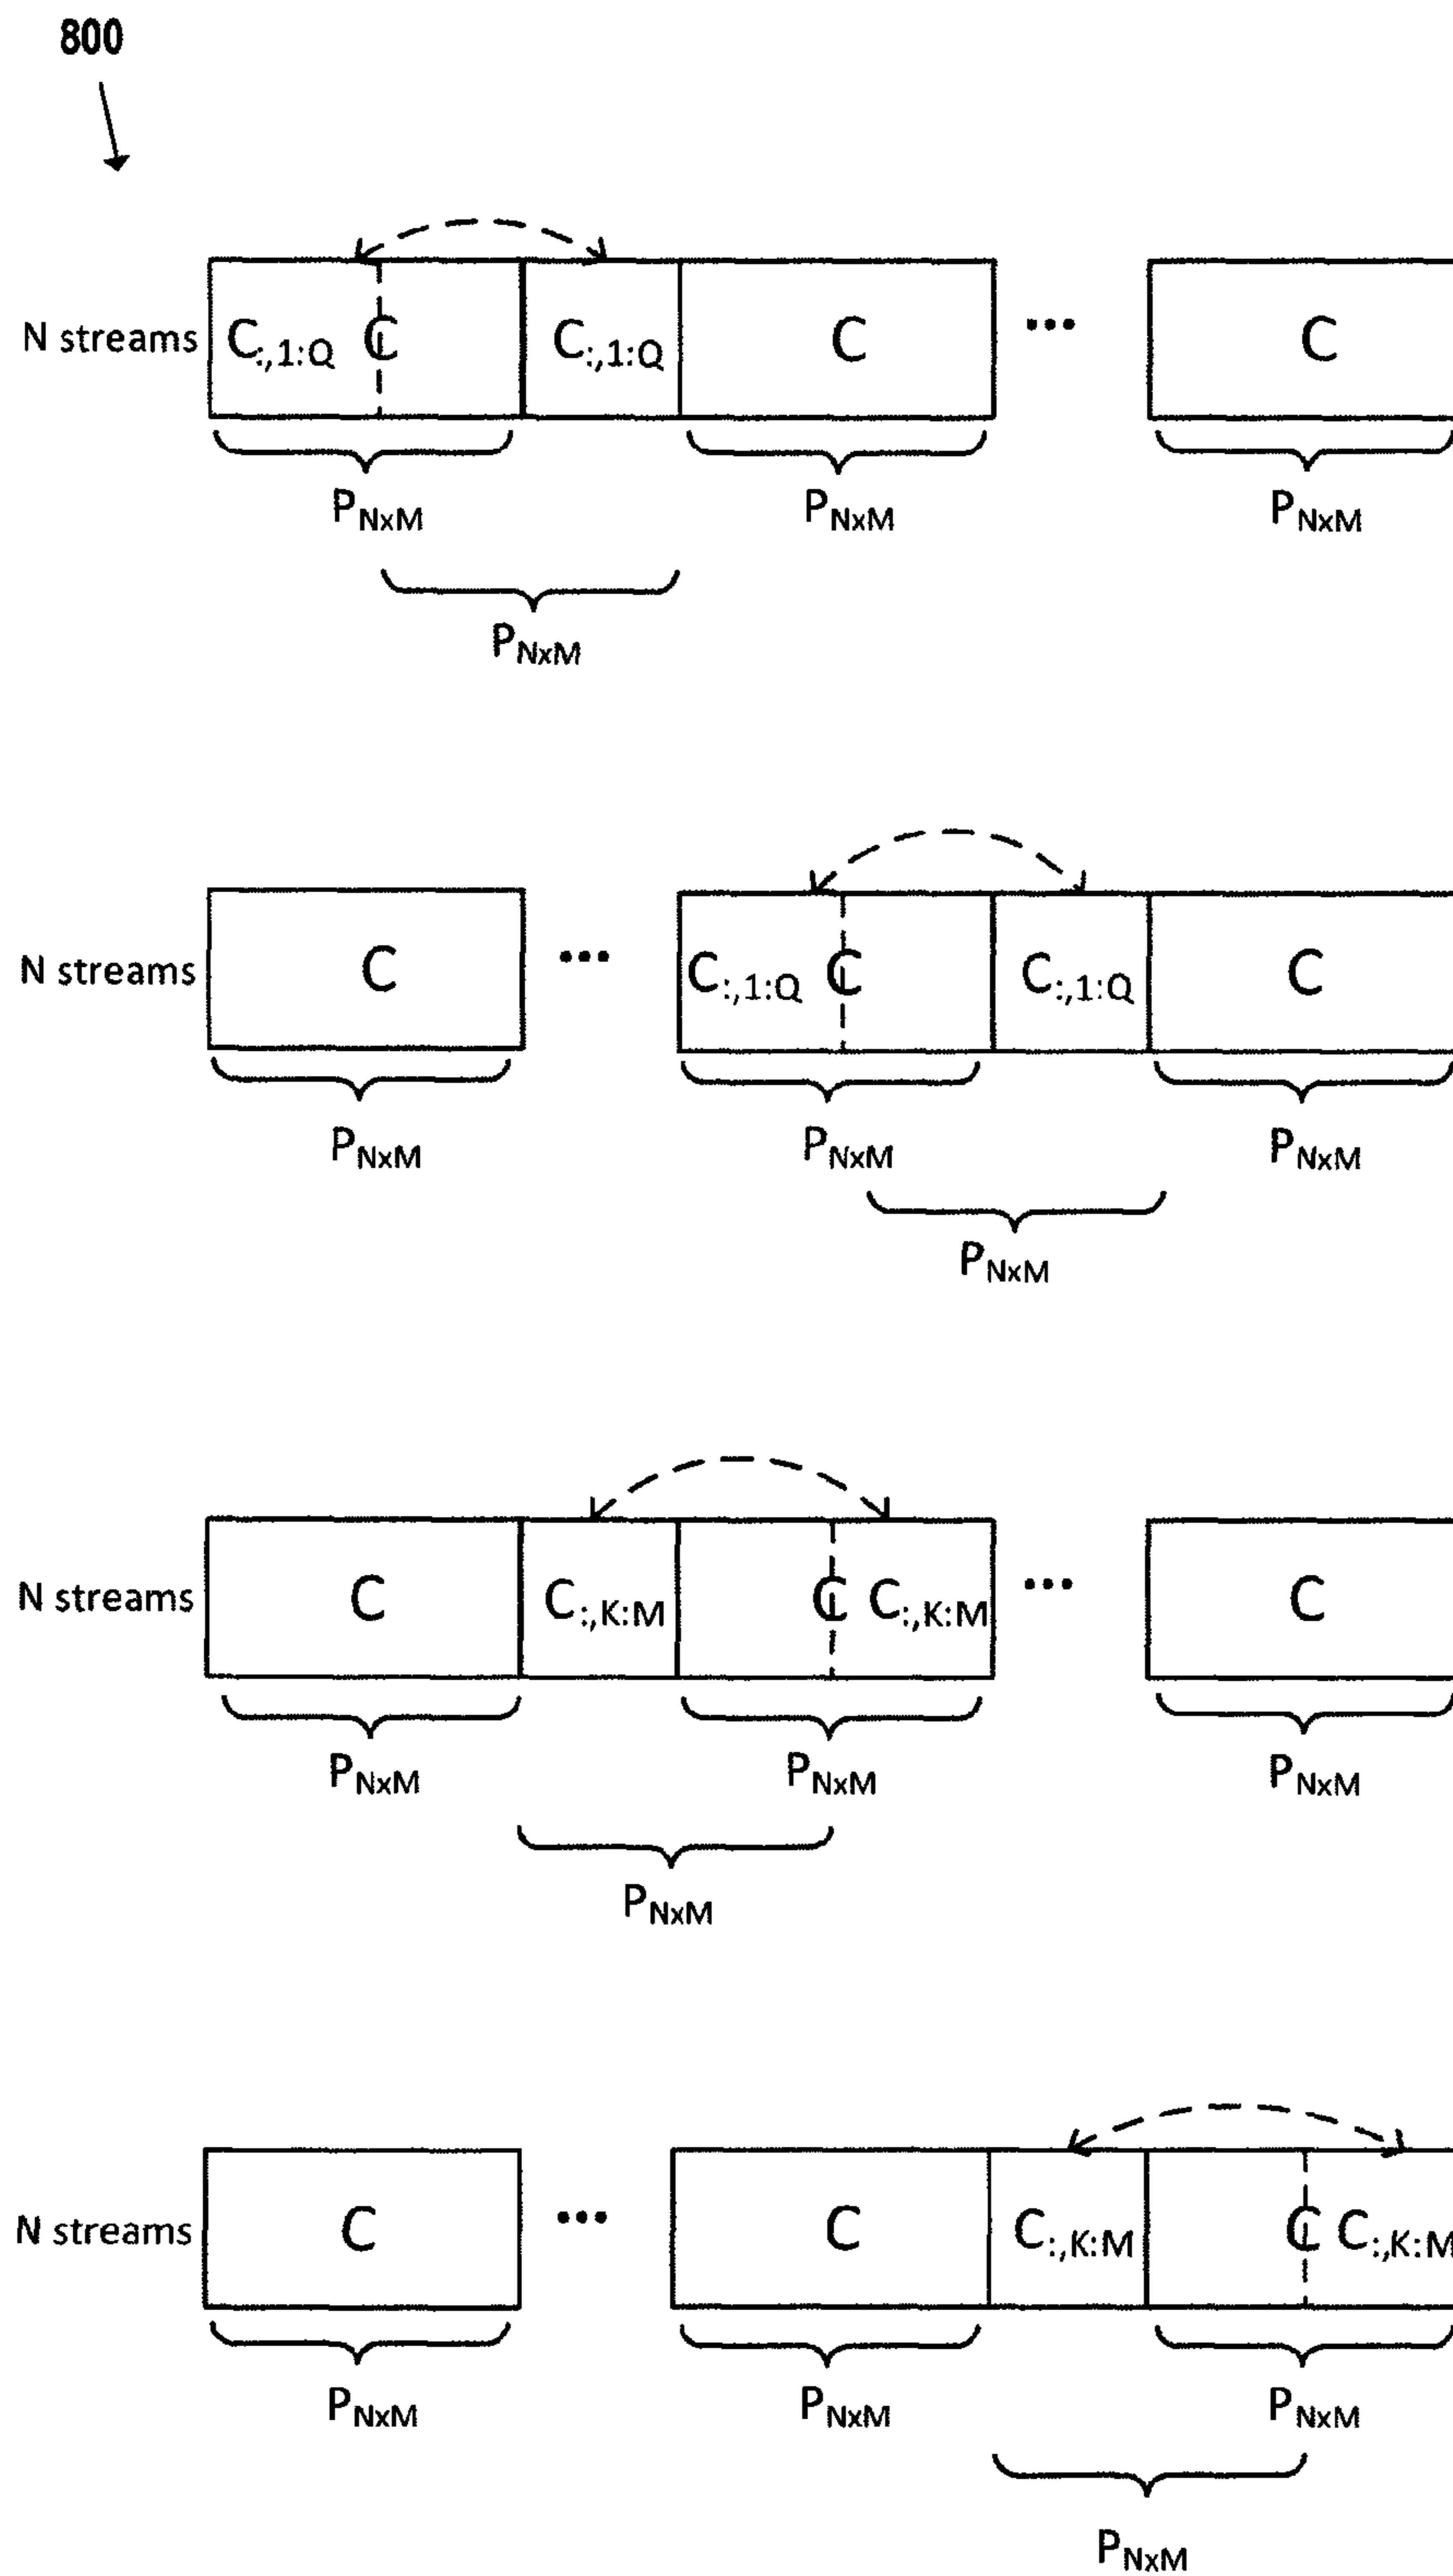 800
N streams C:,1:Q C C:,1:Q C ... C
PNxM PNxM PNxM
PNxM
N streams C ... C:,1:Q C C:,1:Q C
PNxM PNxM PNxM
PNxM
N streams C C:,K:M C C:,K:M ... C
PNxM PNxM PNxM
PNxM
N streams C ... C C:,K:M C C:,K:M
PNxM PNxM PNxM
PNxM